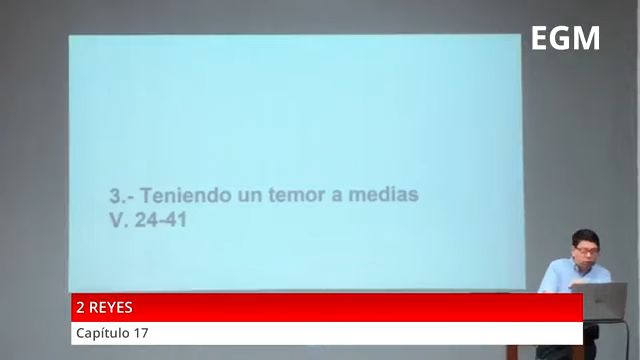 EGM
3.- Teniendo un temor a medias
V. 24-41
2 REYES
Capítulo 17